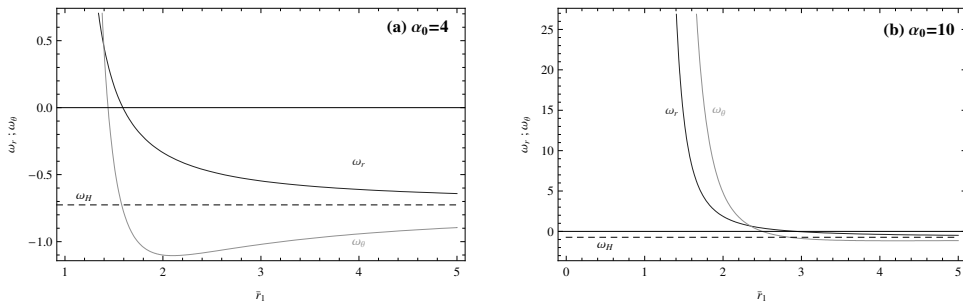 (a) α₀=4
0.5
0.0
−0.5
−1.0
ω_r ; ω_θ
ω_r
ω_H
ω_θ
1 2 3 4 5
r̄₁
(b) α₀=10
25
20
15
10
5
0
ω_r ; ω_θ
ω_r
ω_θ
ω_H
0 1 2 3 4 5
r̄₁